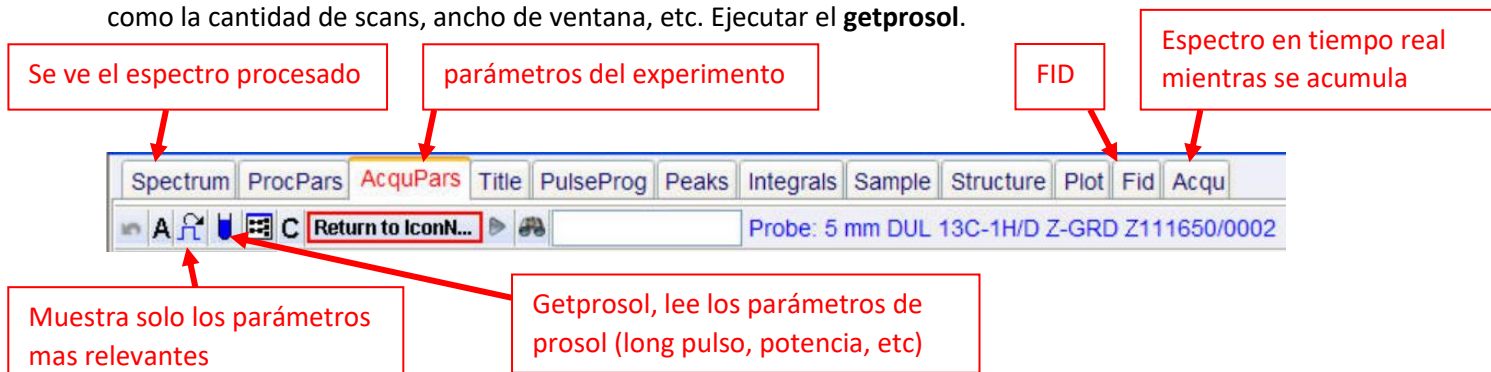 como la cantidad de scans, ancho de ventana, etc. Ejecutar el getprosol.
Se ve el espectro procesado
parámetros del experimento
FID
Espectro en tiempo real
mientras se acumula
Spectrum ProcPars AcquPars Title PulseProg Peaks Integrals Sample Structure Plot Fid Acqu
A C Return to IconN... Probe: 5 mm DUL 13C-1H/D Z-GRD Z111650/0002
Muestra solo los parámetros
mas relevantes
Getprosol, lee los parámetros de
prosol (long pulso, potencia, etc)